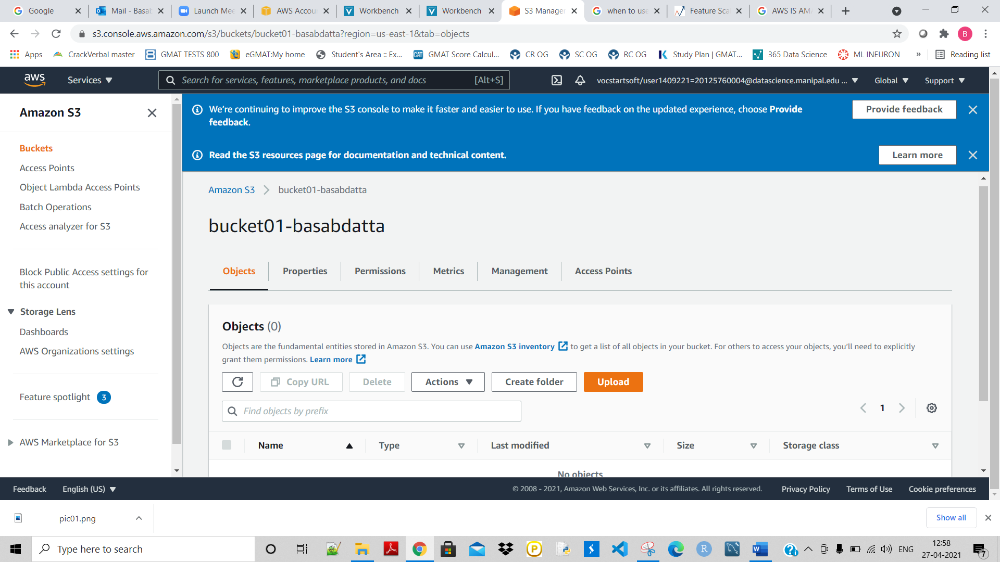 Google
Mail - Basab
Launch Mee
AWS Accou
Workbench
Workbench
S3 Manager
when to use
Feature Sca
AWS IS AMA
s3.console.aws.amazon.com/s3/buckets/bucket01-basabdatta?region=us-east-1&tab=objects
B
Apps
CrackVerbal master
GMAT TESTS 800
eGMAT:My home
Student's Area :: Ex...
CAT
GMAT Score Calcul...
CR OG
SC OG
RC OG
Study Plan | GMAT...
365 Data Science
ML INEURON
»
Reading list
aws
Services
Search for services, features, marketplace products, and docs
[Alt+S]
vocstartsoft/user1409221=20125760004@datascience.manipal.edu ...
Global
Support
Amazon S3
Buckets
Access Points
Object Lambda Access Points
Batch Operations
Access analyzer for S3
Block Public Access settings for
this account
Storage Lens
Dashboards
AWS Organizations settings
Feature spotlight 3
AWS Marketplace for S3
We're continuing to improve the S3 console to make it faster and easier to use. If you have feedback on the updated experience, choose Provide
feedback.
Provide feedback
Read the S3 resources page for documentation and technical content.
Learn more
Amazon S3 > bucket01-basabdatta
bucket01-basabdatta
Objects
Properties
Permissions
Metrics
Management
Access Points
Objects (0)
Objects are the fundamental entities stored in Amazon S3. You can use Amazon S3 inventory to get a list of all objects in your bucket. For others to access your objects, you'll need to explicitly
grant them permissions. Learn more
Copy URL
Delete
Actions
Create folder
Upload
Find objects by prefix
1
Name
Type
Last modified
Size
Storage class
No objects
Feedback
English (US)
© 2008 - 2021, Amazon Web Services, Inc. or its affiliates. All rights reserved.
Privacy Policy
Terms of Use
Cookie preferences
pic01.png
Show all
Type here to search
ENG
12:58
27-04-2021
7